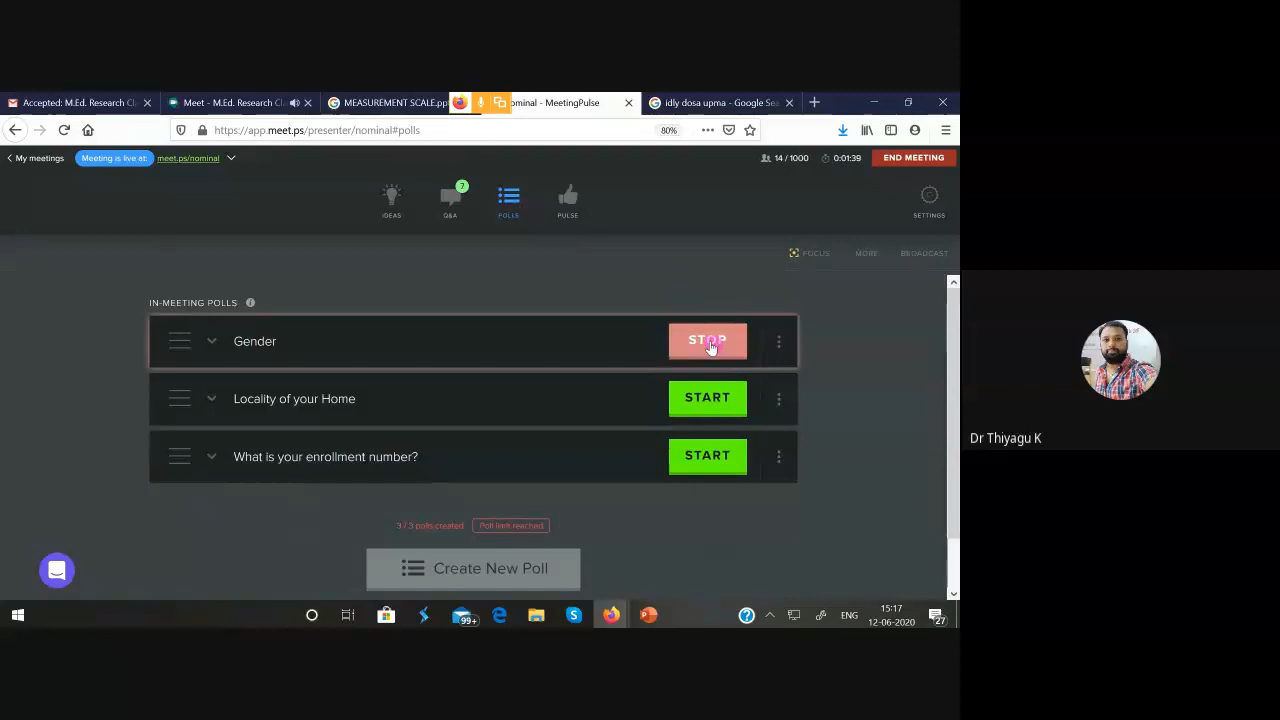 Accepted: M.Ed. Research Cl
Meet - M.Ed. Research Cl
MEASUREMENT SCALE.pp
ominal - MeetingPulse
idly dosa upma - Google Sea
https://app.meet.ps/presenter/nominal#polls
80%
My meetings
Meeting is live at:
meet.ps/nominal
14 / 1000
0:01:39
END MEETING
7
IDEAS
Q&A
POLLS
PULSE
SETTINGS
FOCUS
MORE
BROADCAST
IN-MEETING POLLS
Gender
STOP
Locality of your Home
START
What is your enrollment number?
START
3 / 3 polls created
Poll limit reached
Create New Poll
Dr Thiyagu K
99+
ENG
15:17
12-06-2020
27